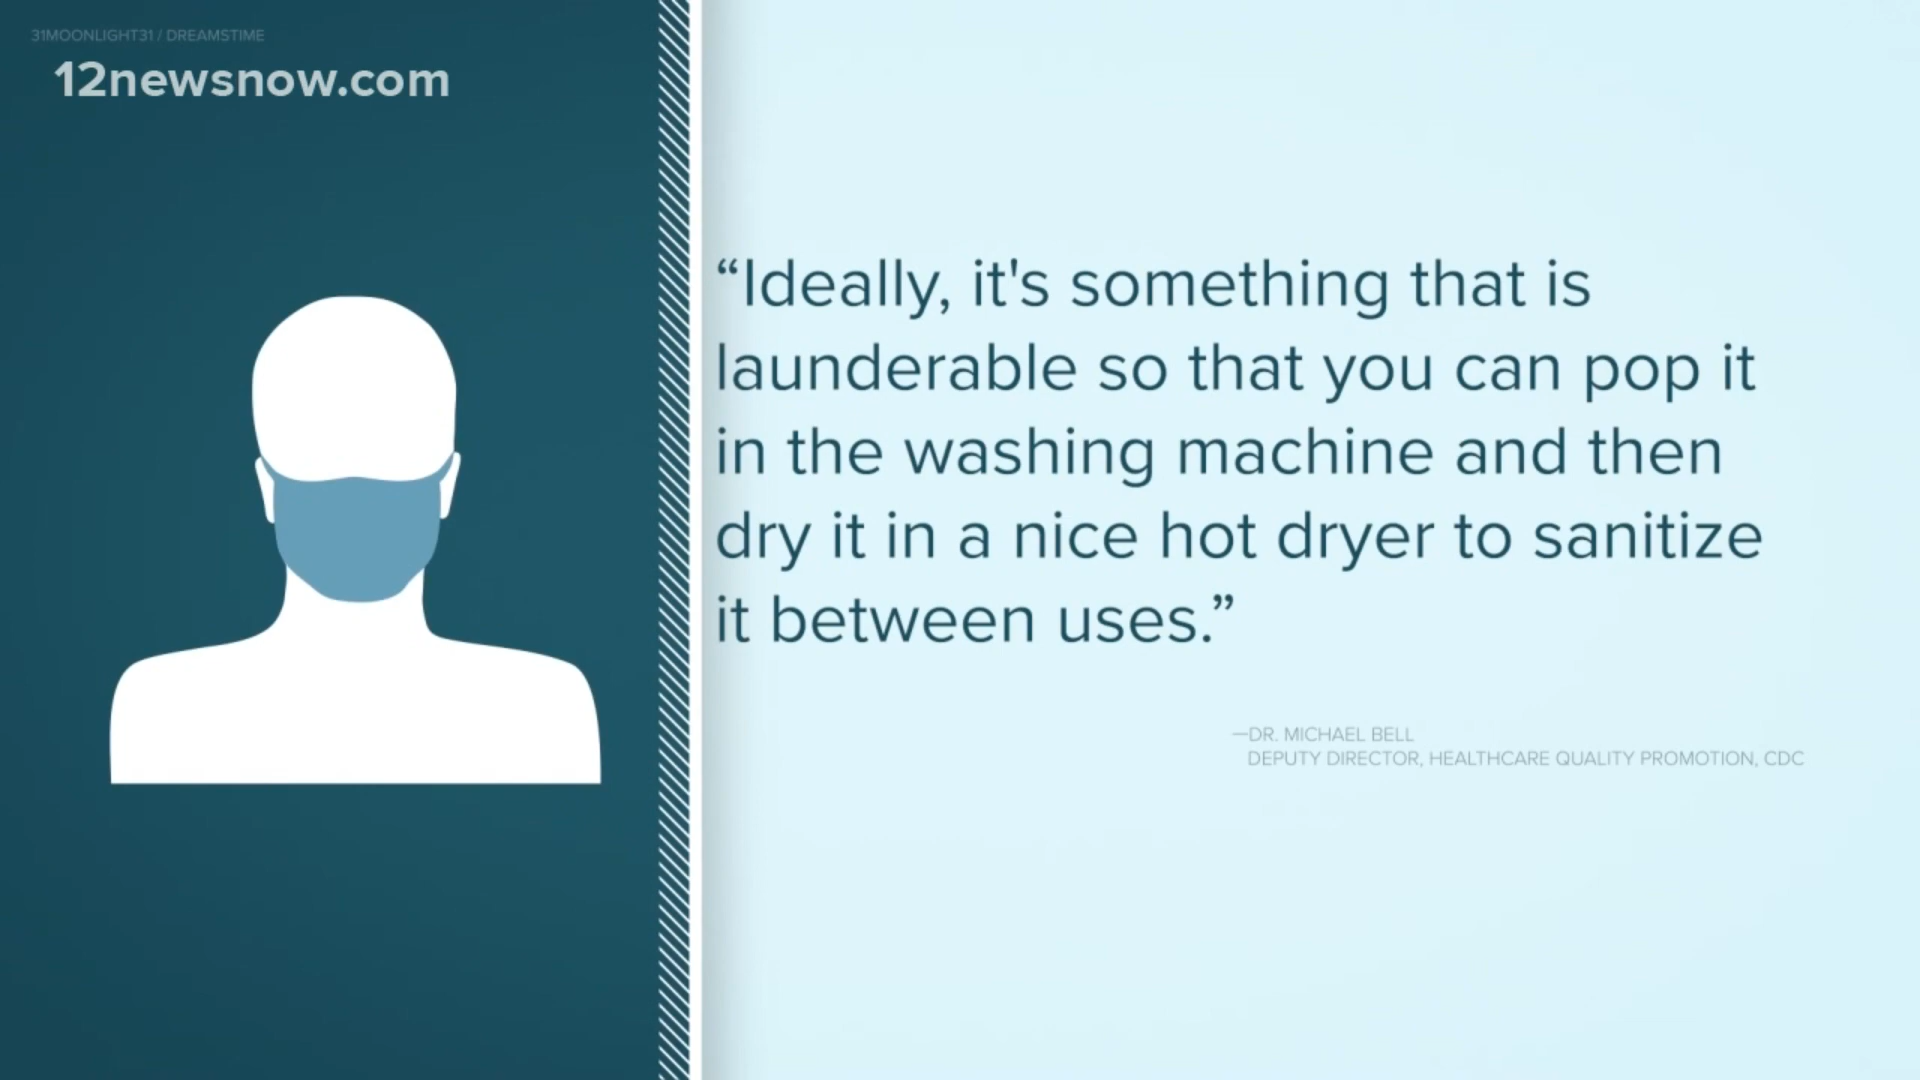 31MOONLIGHT31 / DREAMSTIME
12newsnow.com
“Ideally, it's something that is
launderable so that you can pop it
in the washing machine and then
dry it in a nice hot dryer to sanitize
it between uses.”
—DR. MICHAEL BELL
DEPUTY DIRECTOR, HEALTHCARE QUALITY PROMOTION, CDC